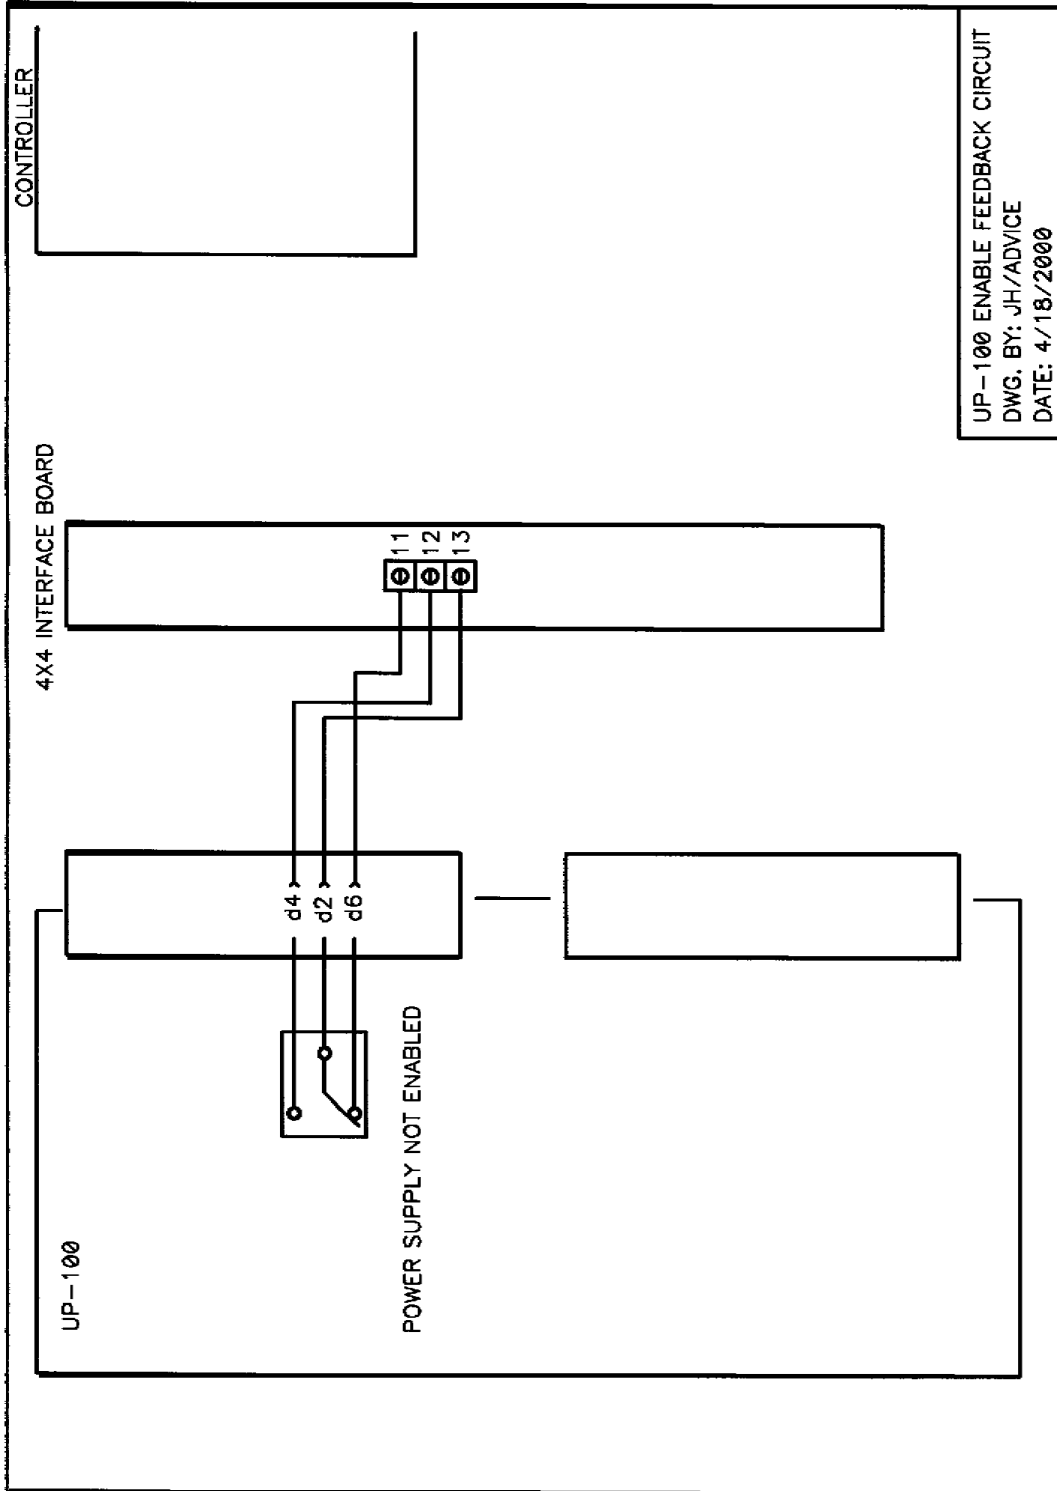 CONTROLLER
4X4 INTERFACE BOARD
UP-100
d4
d2
d6
11
12
13
POWER SUPPLY NOT ENABLED
UP-100 ENABLE FEEDBACK CIRCUIT
DWG. BY: JH/ADVICE
DATE: 4/18/2000